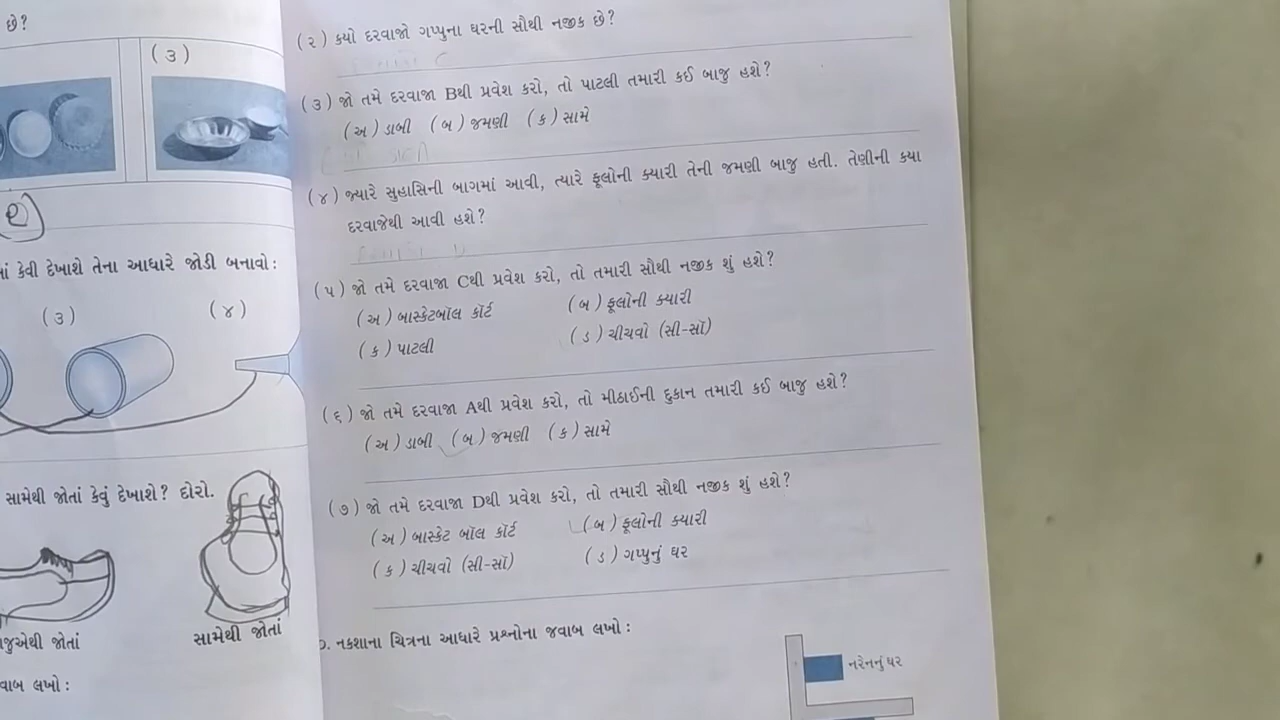 છે?
(૩)
કેવી દેખાશે તેના આધારે જોડી બનાવો :
(૩) (૪)
સામેથી જોતાં કેવું દેખાશે? દોરો.
સામેથી જોતાં
લખો :
(૨) ક્યો દરવાજો ગપ્પુના ઘરની સૌથી નજીક છે?
(૩) જો તમે દરવાજા Bથી પ્રવેશ કરો, તો પાટલી તમારી કઈ બાજુ હશે?
(અ) ડાબી (બ) જમણી (ક) સામે
(૪) જ્યારે સુહાસિની બાગમાં આવી, ત્યારે ફૂલોની ક્યારી તેની જમણી બાજુ હતી. તેણીની ક્યા
દરવાજેથી આવી હશે?
(૫) જો તમે દરવાજા Cથી પ્રવેશ કરો, તો તમારી સૌથી નજીક શું હશે?
(અ) બાસ્કેટબૉલ કૉર્ટ (બ) ફૂલોની ક્યારી
(ક) પાટલી (ડ) ચીચવો (સી-સૉ)
(૬) જો તમે દરવાજા Aથી પ્રવેશ કરો, તો મીઠાઈની દુકાન તમારી કઈ બાજુ હશે?
(અ) ડાબી (બ) જમણી (ક) સામે
(૭) જો તમે દરવાજા Dથી પ્રવેશ કરો, તો તમારી સૌથી નજીક શું હશે?
(અ) બાસ્કેટ બૉલ કૉર્ટ (બ) ફૂલોની ક્યારી
(ક) ચીચવો (સી-સૉ) (ડ) ગપ્પુનું ઘર
નકશાના ચિત્રના આધારે પ્રશ્નોના જવાબ લખો :
નરેનનું ઘર